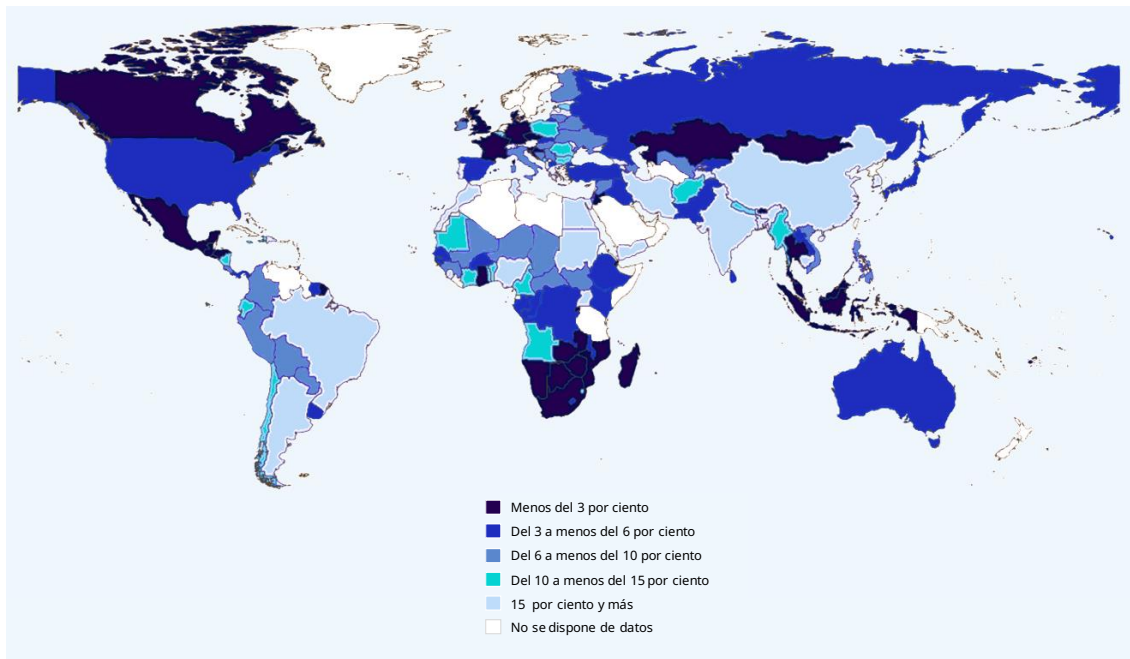 Menos del 3 por ciento
Del 3 a menos del 6 por ciento
Del 6 a menos del 10 por ciento
Del 10 a menos del 15 por ciento
15 por ciento y más
No se dispone de datos